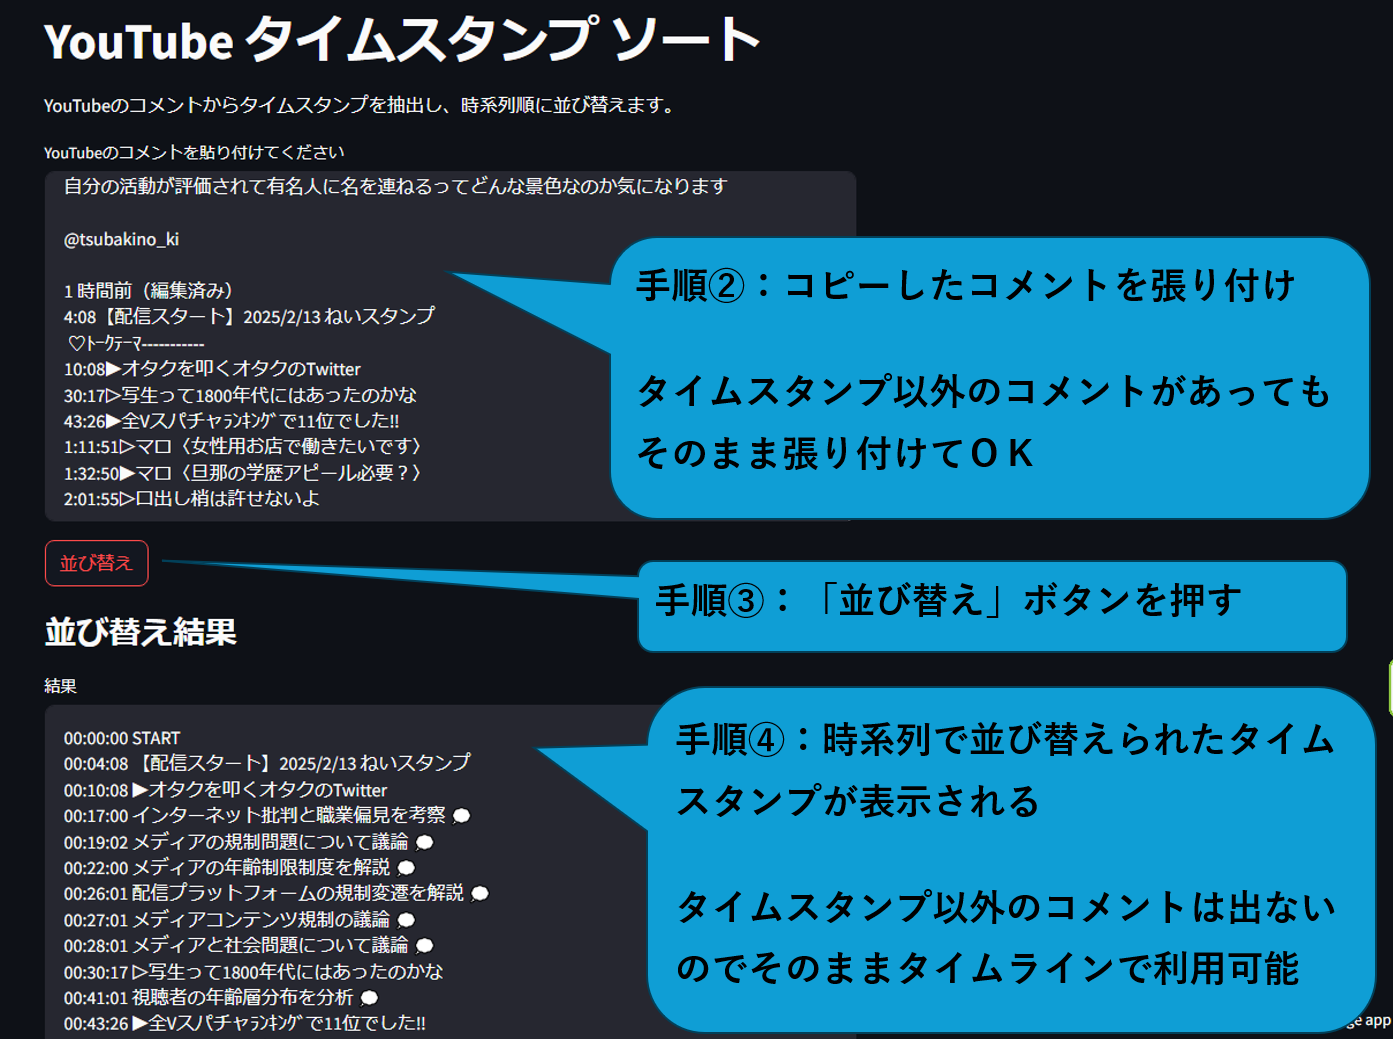 YouTube タイムスタンプ ソート
YouTubeのコメントからタイムスタンプを抽出し、時系列順に並び替えます。
YouTubeのコメントを貼り付けてください
自分の活動が評価されて有名人に名を連ねるってどんな景色なのか気になります
@tsubakino_ki
1 時間前（編集済み）
4:08【配信スタート】2025/2/13 ねいスタンプ
♡ﾄｰｸﾃｰﾏ-----------
10:08▶オタクを叩くオタクのTwitter
30:17▷写生って1800年代にはあったのかな
43:26▶全Vスパチャﾗﾝｷﾝｸﾞで11位でした!!
1:11:51▷マロ〈女性用お店で働きたいです〉
1:32:50▶マロ〈旦那の学歴アピール必要？〉
2:01:55▷口出し梢は許せないよ
手順②：コピーしたコメントを張り付け
タイムスタンプ以外のコメントがあっても
そのまま張り付けてＯＫ
並び替え
手順③：「並び替え」ボタンを押す
並び替え結果
結果
00:00:00 START
00:04:08 【配信スタート】2025/2/13 ねいスタンプ
00:10:08 ▶オタクを叩くオタクのTwitter
00:17:00 インターネット批判と職業偏見を考察 💭
00:19:02 メディアの規制問題について議論 💭
00:22:00 メディアの年齢制限制度を解説 💭
00:26:01 配信プラットフォームの規制変遷を解説 💭
00:27:01 メディアコンテンツ規制の議論 💭
00:28:01 メディアと社会問題について議論 💭
00:30:17 ▷写生って1800年代にはあったのかな
00:41:01 視聴者の年齢層分布を分析 💭
00:43:26 ▶全Vスパチャﾗﾝｷﾝｸﾞで11位でした!!
手順④：時系列で並び替えられたタイム
スタンプが表示される
タイムスタンプ以外のコメントは出ない
のでそのままタイムラインで利用可能
app